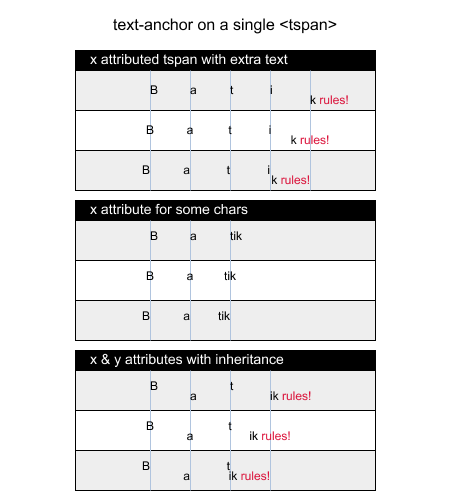 text-anchor on a single <tspan>
x attributed tspan with extra text
B a t i
k rules!
B a t i
k rules!
B a t i
k rules!
x attribute for some chars
B a tik
B a tik
B a tik
x & y attributes with inheritance
B t
a ik rules!
B t
a ik rules!
B t
a ik rules!